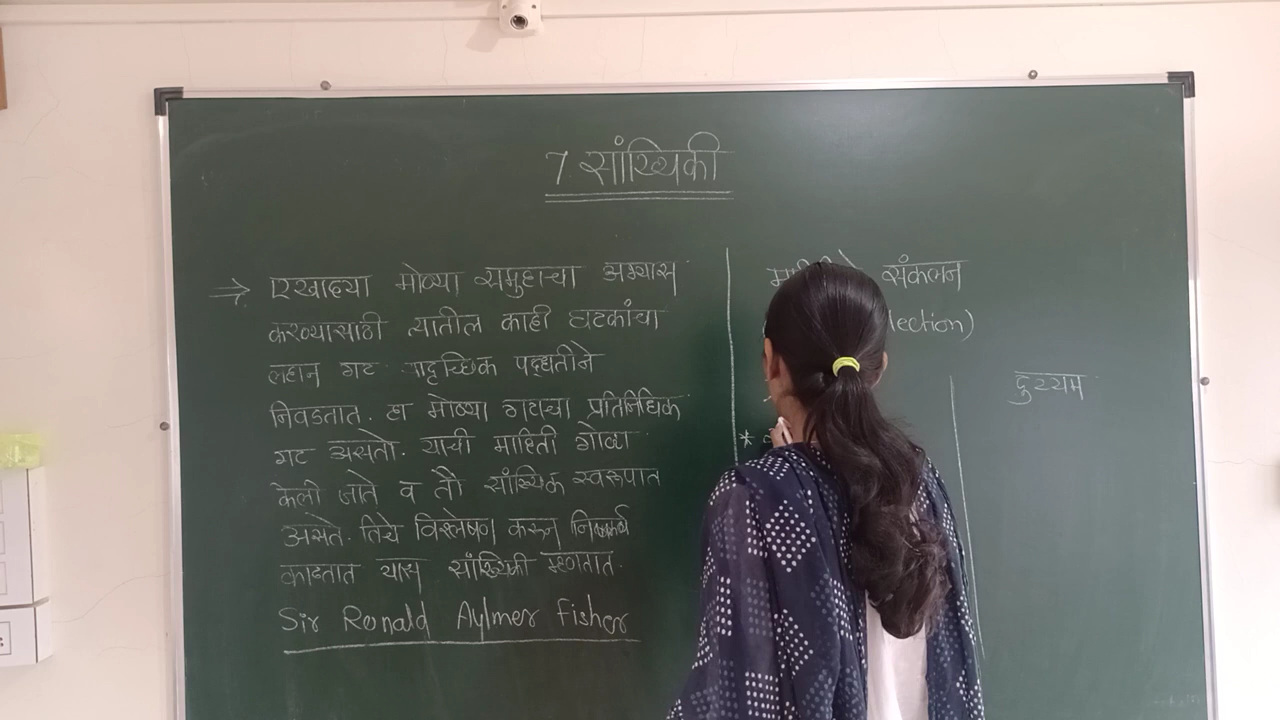 7. सांख्यिकी
→ एखाद्या मोठ्या समुहाचा अभ्यास
करण्यासाठी त्यातील काही घटकांचा
लहान गट यादृच्छिक पद्धतीने
निवडतात. हा मोठ्या गटाचा प्रतिनिधिक
गट असतो. याची माहिती गोळा
केली जाते व ती सांख्यिक स्वरूपात
असते. तिचे विश्लेषण करून निष्कर्ष
काढतात यास सांख्यिकी म्हणतात.
Sir Ronald Aylmer Fisher
संकलन
lection)
दुय्यम
*